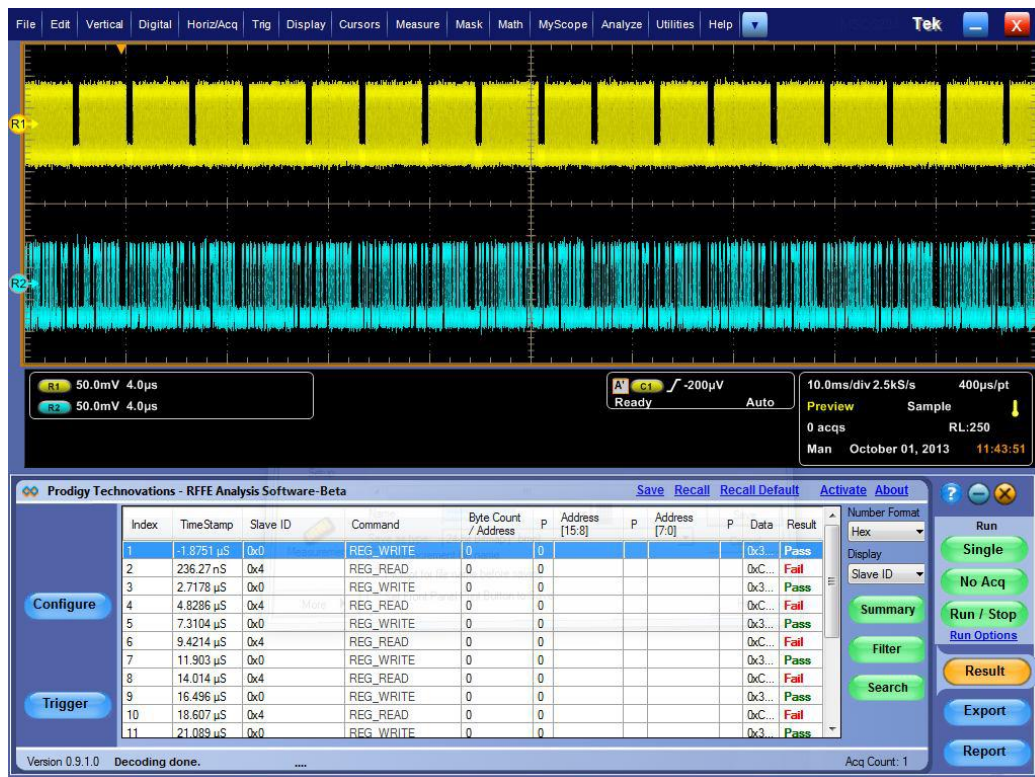 File Edit Vertical Digital Horiz/Acq Trig Display Cursors Measure Mask Math MyScope Analyze Utilities Help Tek X
R1
R2
R1 50.0mV 4.0µs
R2 50.0mV 4.0µs
A' C1 -200µV
Ready Auto
10.0ms/div 2.5kS/s 400µs/pt
Preview Sample
0 acqs RL:250
Man October 01, 2013 11:43:51
Prodigy Technovations - RFFE Analysis Software-Beta Save Recall Recall Default Activate About
Index TimeStamp Slave ID Command Byte Count / Address P Address [15:8] P Address [7:0] P Data Result
1 -1.8751 µS 0x0 REG_WRITE 0 0 0x3... Pass
2 236.27 nS 0x4 REG_READ 0 0 0xC... Fail
3 2.7178 µS 0x0 REG_WRITE 0 0 0x3... Pass
4 4.8286 µS 0x4 REG_READ 0 0 0xC... Fail
5 7.3104 µS 0x0 REG_WRITE 0 0 0x3... Pass
6 9.4214 µS 0x4 REG_READ 0 0 0xC... Fail
7 11.903 µS 0x0 REG_WRITE 0 0 0x3... Pass
8 14.014 µS 0x4 REG_READ 0 0 0xC... Fail
9 16.496 µS 0x0 REG_WRITE 0 0 0x3... Pass
10 18.607 µS 0x4 REG_READ 0 0 0xC... Fail
11 21.089 µS 0x0 REG_WRITE 0 0 0x3... Pass
Configure
Trigger
Number Format
Hex
Display
Slave ID
Summary
Filter
Search
?
Run
Single
No Acq
Run / Stop
Run Options
Result
Export
Report
Version 0.9.1.0 Decoding done. .... Acq Count: 1